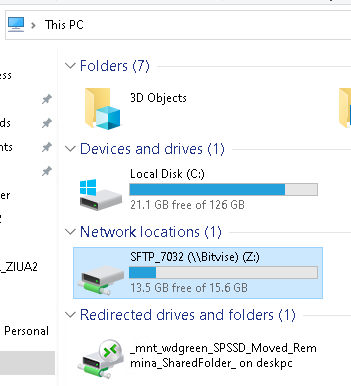 This PC
ess
Folders (7)
3D Objects
ds
nts
Devices and drives (1)
Local Disk (C:)
21.1 GB free of 126 GB
er
Network locations (1)
SFTP_7032 (\\Bitvise) (Z:)
_ZIUA2
13.5 GB free of 15.6 GB
Redirected drives and folders (1)
Personal
_mnt_wdgreen_SPSSD_Moved_Rem
mina_SharedFolder_ on deskpc